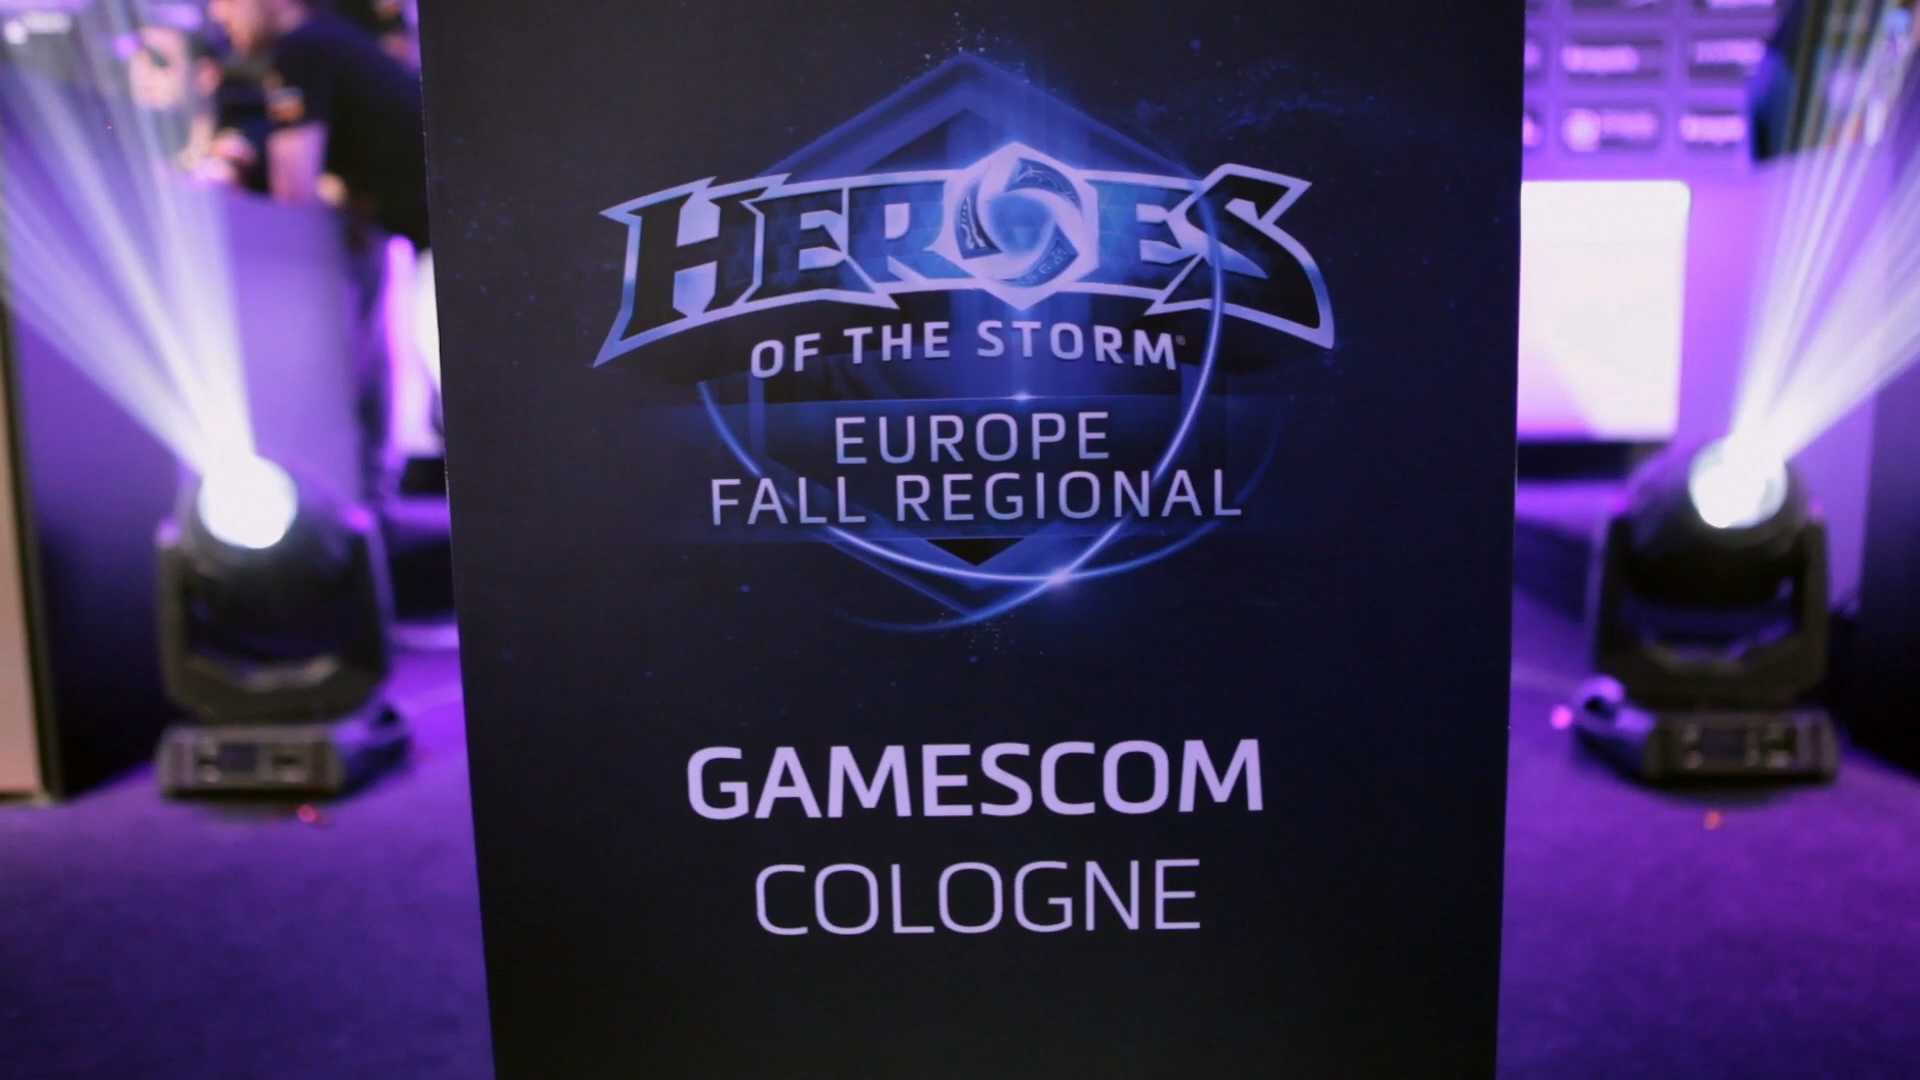 HEROES
OF THE STORM®
EUROPE
FALL REGIONAL
GAMESCOM
COLOGNE